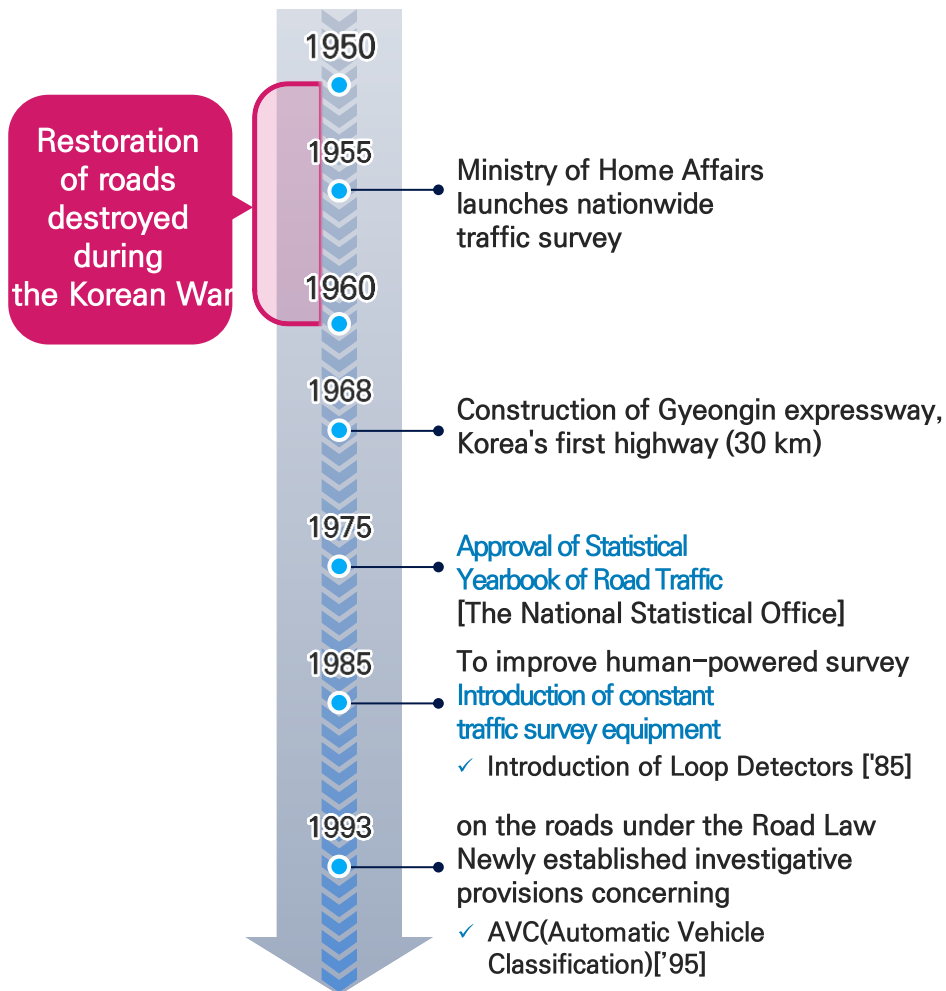 1950
Restoration
of roads
destroyed
during
the Korean War
1955
Ministry of Home Affairs
launches nationwide
traffic survey
1960
1968
Construction of Gyeongin expressway,
Korea's first highway (30 km)
1975
Approval of Statistical
Yearbook of Road Traffic
[The National Statistical Office]
1985
To improve human-powered survey
Introduction of constant
traffic survey equipment
✓ Introduction of Loop Detectors ['85]
1993
on the roads under the Road Law
Newly established investigative
provisions concerning
✓ AVC(Automatic Vehicle
Classification)[’95]